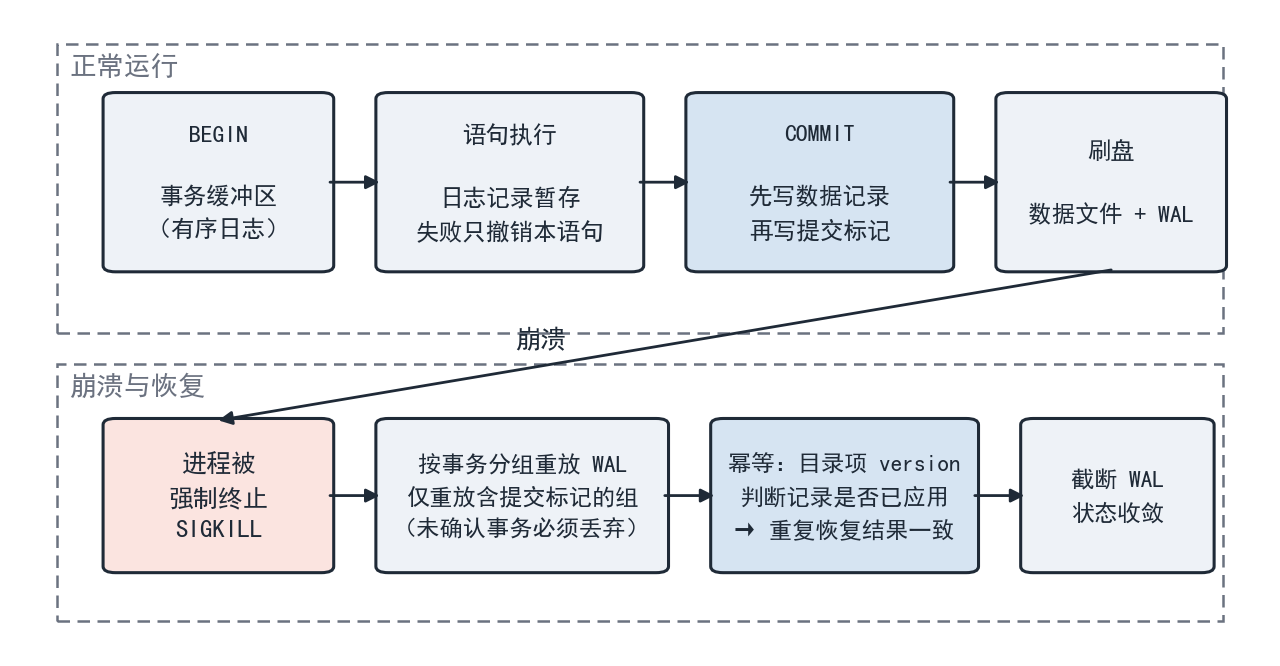 正常运行
BEGIN
事务缓冲区
（有序日志）
语句执行
日志记录暂存
失败只撤销本语句
COMMIT
先写数据记录
再写提交标记
刷盘
数据文件 + WAL
崩溃
崩溃与恢复
进程被
强制终止
SIGKILL
按事务分组重放 WAL
仅重放含提交标记的组
（未确认事务必须丢弃）
幂等: 目录项 version
判断记录是否已应用
→ 重复恢复结果一致
截断 WAL
状态收敛